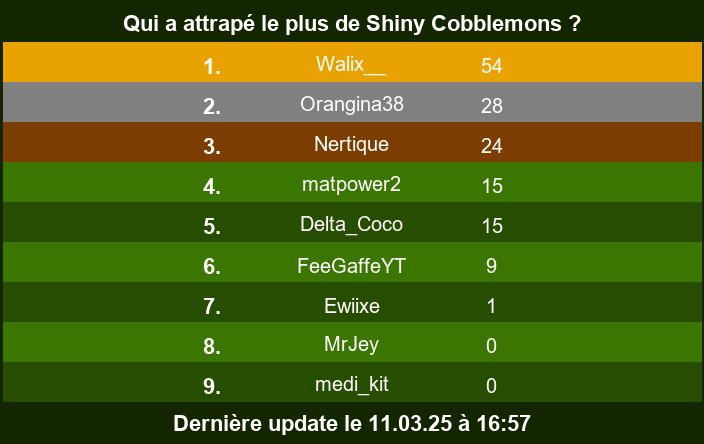 Qui a attrapé le plus de Shiny Cobblemons ?
1. Walix__ 54
2. Orangina38 28
3. Nertique 24
4. matpower2 15
5. Delta_Coco 15
6. FeeGaffeYT 9
7. Ewiixe 1
8. MrJey 0
9. medi_kit 0
Dernière update le 11.03.25 à 16:57